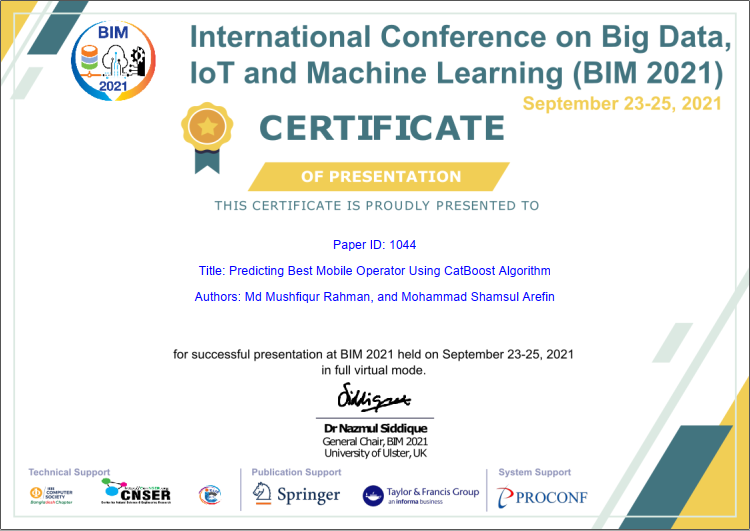 BIM
2021
International Conference on Big Data,
IoT and Machine Learning (BIM 2021)
September 23-25, 2021
CERTIFICATE
OF PRESENTATION
THIS CERTIFICATE IS PROUDLY PRESENTED TO
Paper ID: 1044
Title: Predicting Best Mobile Operator Using CatBoost Algorithm
Authors: Md Mushfiqur Rahman, and Mohammad Shamsul Arefin
for successful presentation at BIM 2021 held on September 23-25, 2021
in full virtual mode.
Siddique
Dr Nazmul Siddique
General Chair, BIM 2021
University of Ulster, UK
Technical Support
Publication Support
System Support
IEEE
COMPUTER
SOCIETY
Bangladesh Chapter
CNSER
Springer
Taylor & Francis Group
an informa business
PROCONF